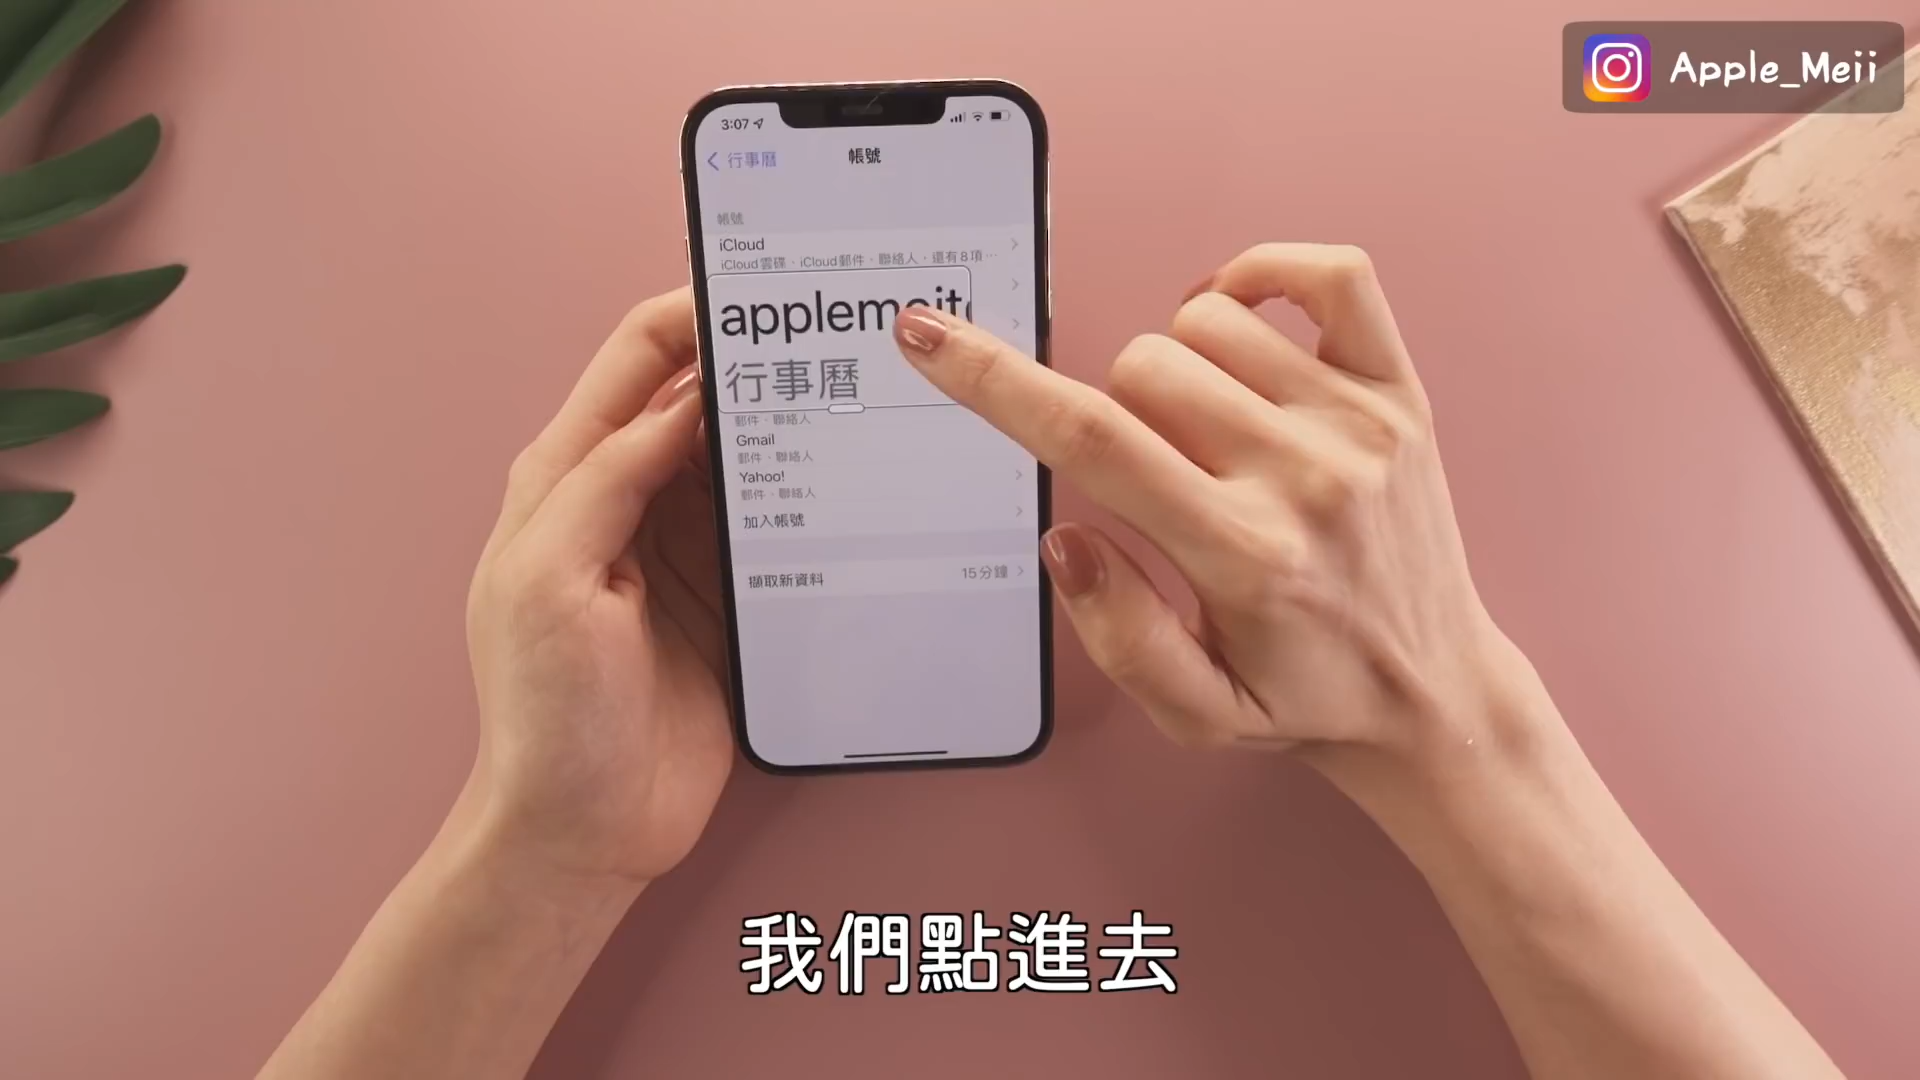 Apple_Meii
3:07
行事曆
帳號
帳號
iCloud
iCloud雲碟、iCloud郵件、聯絡人，還有8項⋯
行事曆
郵件、聯絡人
Gmail
郵件、聯絡人
Yahoo!
郵件、聯絡人
加入帳號
擷取新資料 15分鐘
我們點進去